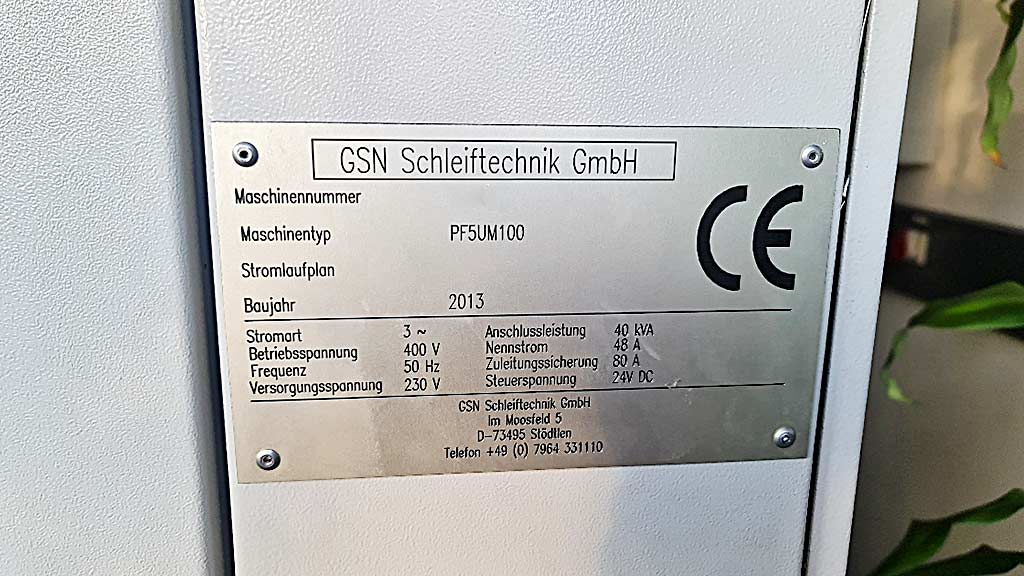 GSN Schleiftechnik GmbH
Maschinennummer
Maschinentyp PF5UM100
Stromlaufplan
Baujahr 2013
CE
Stromart 3 ~ Anschlussleistung 40 kVA
Betriebsspannung 400 V Nennstrom 48 A
Frequenz 50 Hz Zuleitungssicherung 80 A
Versorgungsspannung 230 V Steuerspannung 24V DC
GSN Schleiftechnik GmbH
Im Moosfeld 5
D-73495 Stödtlen
Telefon +49 (0) 7964 331110